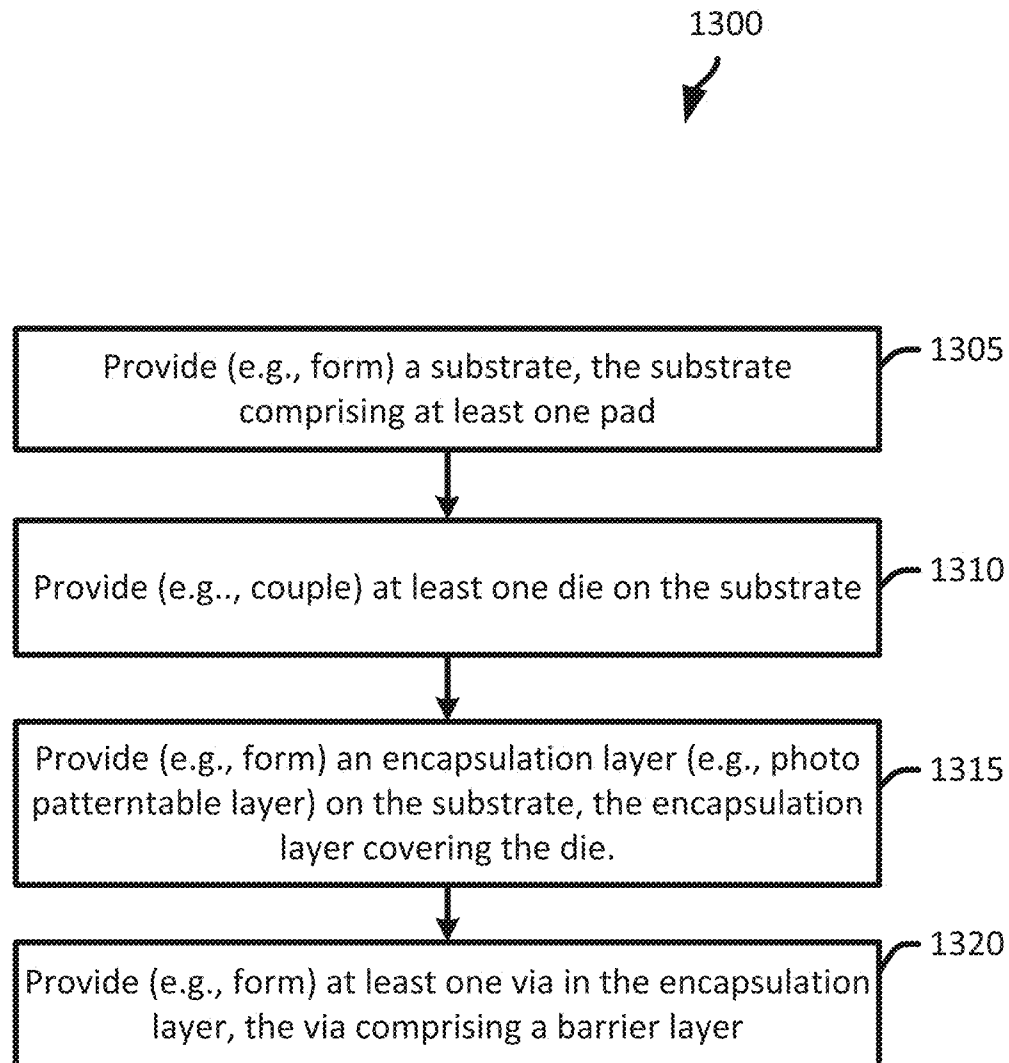 1300
Provide (e.g., form) a substrate, the substrate
comprising at least one pad
1305
Provide (e.g.., couple) at least one die on the substrate
1310
Provide (e.g., form) an encapsulation layer (e.g., photo
patterntable layer) on the substrate, the encapsulation
layer covering the die.
1315
Provide (e.g., form) at least one via in the encapsulation
layer, the via comprising a barrier layer
1320